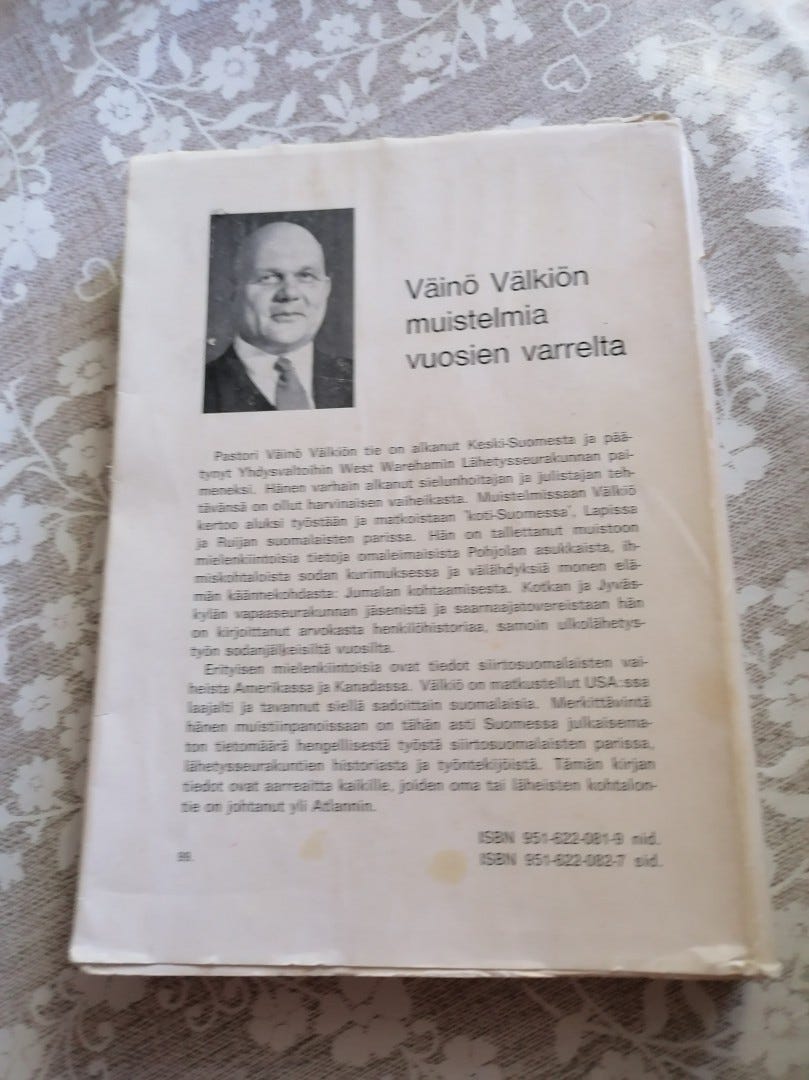 Väinö Välkiön
muistelmia
vuosien varrelta
Pastori Väinö Välkiön tie on alkanut Keski-Suomesta ja pää-
tynyt Yhdysvaltoihin West Warehamin Lähetysseurakunnan pai-
meneksi. Hänen varhain alkanut sielunhoitajan ja julistajan teh-
tävänsä on ollut harvinaisen vaiheikasta. Muistelmissaan Välkiö
kertoo aluksi työstään ja matkoistaan "koti-Suomessa", Lapissa
ja Ruijan suomalaisten parissa. Hän on tallettanut muistoon
mielenkiintoisia tietoja omaleimaisista Pohjolan asukkaista, ih-
miskohtaloista sodan kurimuksessa ja välähdyksiä monen elä-
män käännekohdasta: Jumalan kohtaamisesta. Kotkan ja Jyväs-
kylän vapaaseurakunnan jäsenistä ja saarnaajatovereistaan hän
on kirjoittanut arvokasta henkilöhistoriaa, samoin ulkolähetys-
työn sodanjälkeisiltä vuosilta.
Erityisen mielenkiintoisia ovat tiedot siirtosuomalaisten vai-
heista Amerikassa ja Kanadassa. Välkiö on matkustellut USA:ssa
laajalti ja tavannut siellä sadoittain suomalaisia. Merkittävintä
hänen muistiinpanoissaan on tähän asti Suomessa julkaisema-
ton tietomäärä hengellisestä työstä siirtosuomalaisten parissa,
lähetysseurakuntien historiasta ja työntekijöistä. Tämän kirjan
tiedot ovat aarreaitta kaikille, joiden oma tai läheisten kohtalon-
tie on johtanut yli Atlannin.
ISBN 951-622-081-9 nid.
99. ISBN 951-622-082-7 sid.